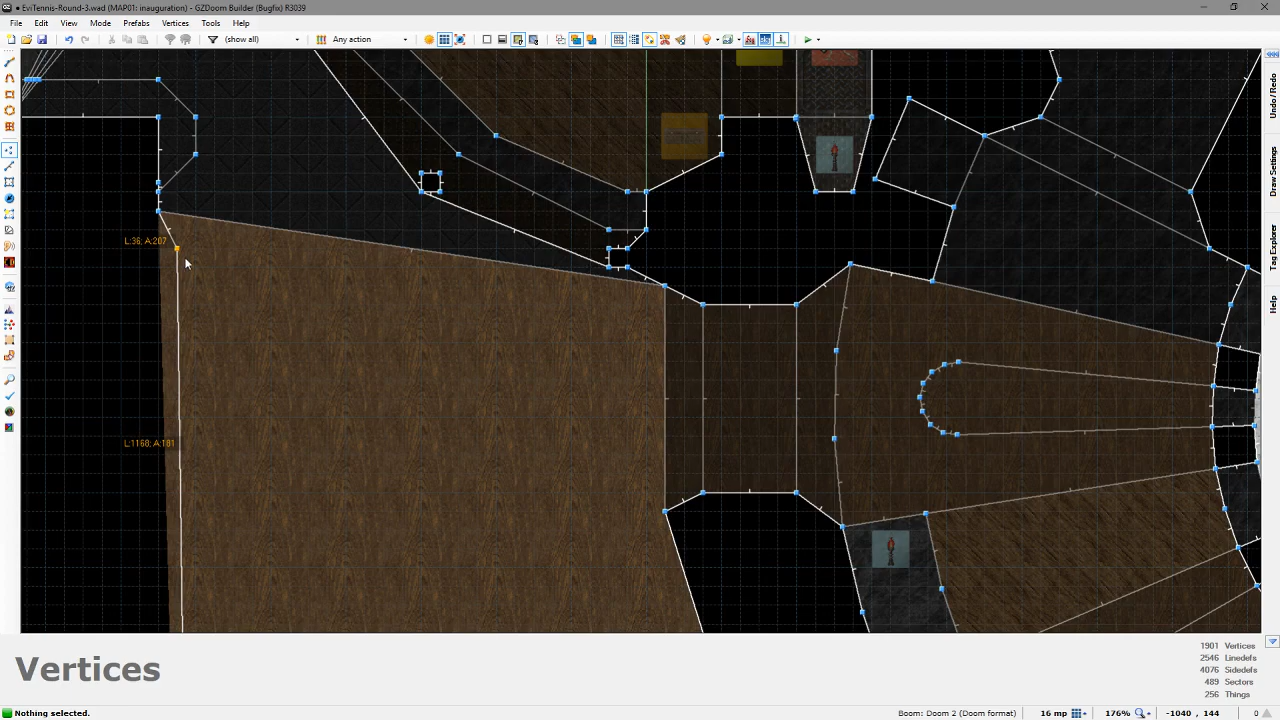 EviTennis-Round-3.wad (MAP01: inauguration) - GZDoom Builder (Bugfix) R3039
File Edit View Mode Prefabs Vertices Tools Help
(show all) Any action
L:36; A:207
L:1168; A:181
Undo / Redo
Draw Settings
Tag Explorer
Help
Vertices
1901 Vertices
2546 Linedefs
4076 Sidedefs
489 Sectors
256 Things
Nothing selected. Boom: Doom 2 (Doom format) 16 mp 176% -1040 , 144 0